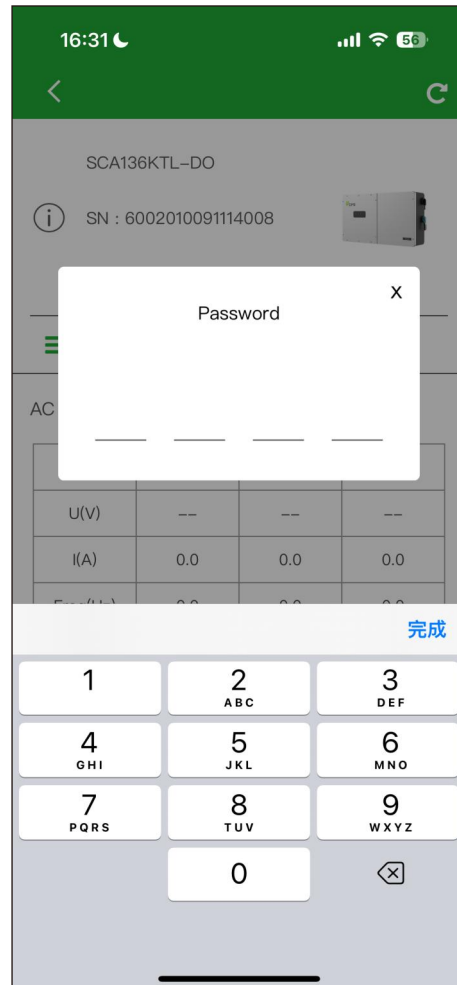 16:31
56
SCA136KTL-DO
SN : 6002010091114008
X
Password
AC
U(V) -- -- --
I(A) 0.0 0.0 0.0
完成
1 2 3
ABC DEF
4 5 6
GHI JKL MNO
7 8 9
PQRS TUV WXYZ
0